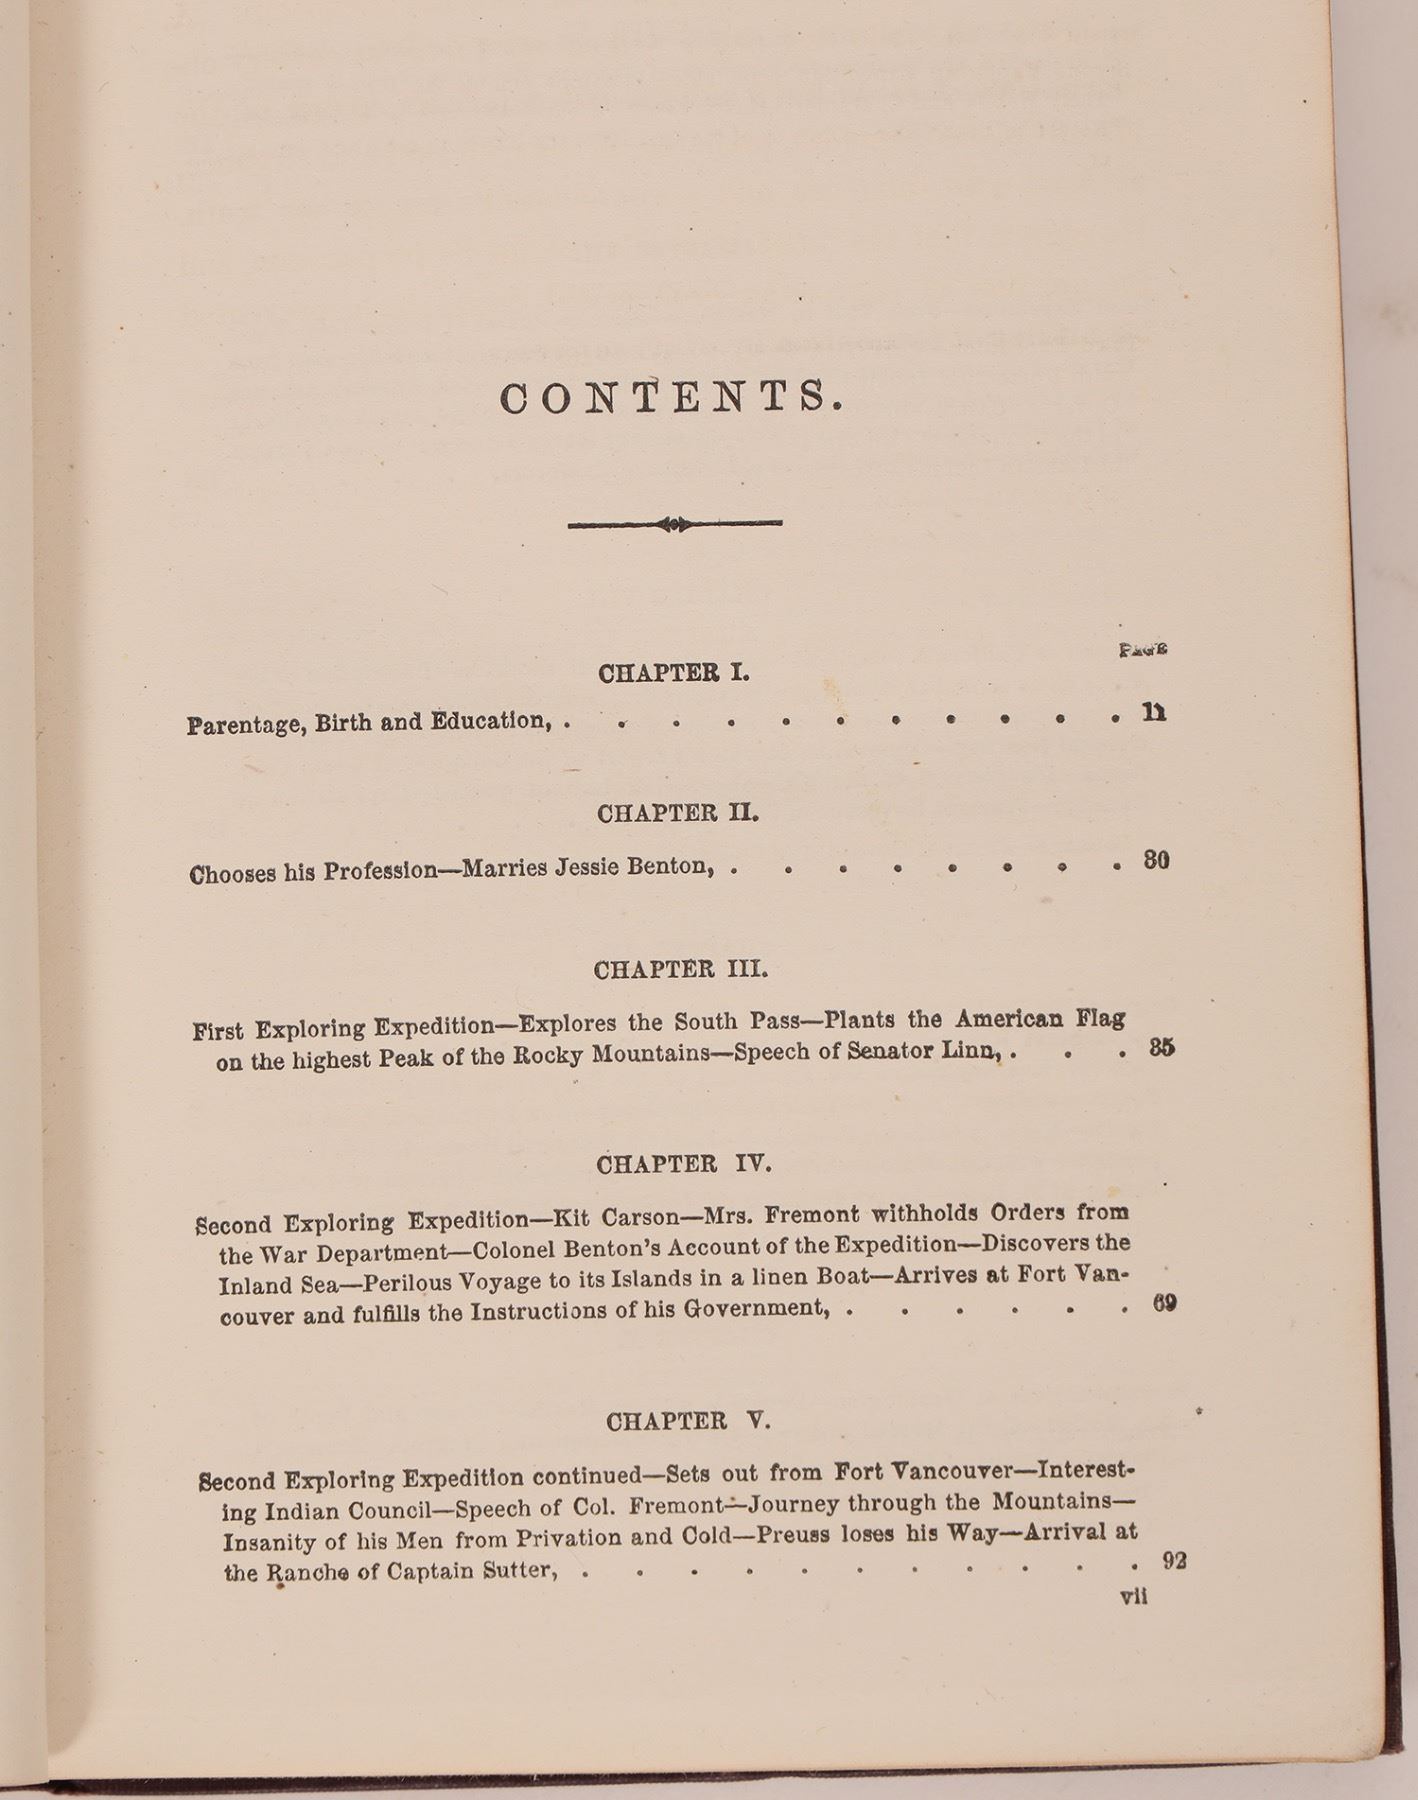 CONTENTS.
PAGE
CHAPTER I.
Parentage, Birth and Education, . . . . . . . . . . . 11
CHAPTER II.
Chooses his Profession—Marries Jessie Benton, . . . . . . . . 30
CHAPTER III.
First Exploring Expedition—Explores the South Pass—Plants the American Flag
on the highest Peak of the Rocky Mountains—Speech of Senator Linn, . . . 35
CHAPTER IV.
Second Exploring Expedition—Kit Carson—Mrs. Fremont withholds Orders from
the War Department—Colonel Benton's Account of the Expedition—Discovers the
Inland Sea—Perilous Voyage to its Islands in a linen Boat—Arrives at Fort Van-
couver and fulfills the Instructions of his Government, . . . . . . 69
CHAPTER V.
Second Exploring Expedition continued—Sets out from Fort Vancouver—Interest-
ing Indian Council—Speech of Col. Fremont—Journey through the Mountains—
Insanity of his Men from Privation and Cold—Preuss loses his Way—Arrival at
the Ranche of Captain Sutter, . . . . . . . . . . . 92
vii